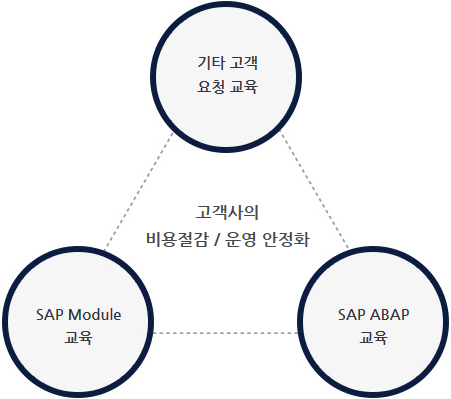 기타 고객
요청 교육
고객사의
비용절감 / 운영 안정화
SAP Module
교육
SAP ABAP
교육